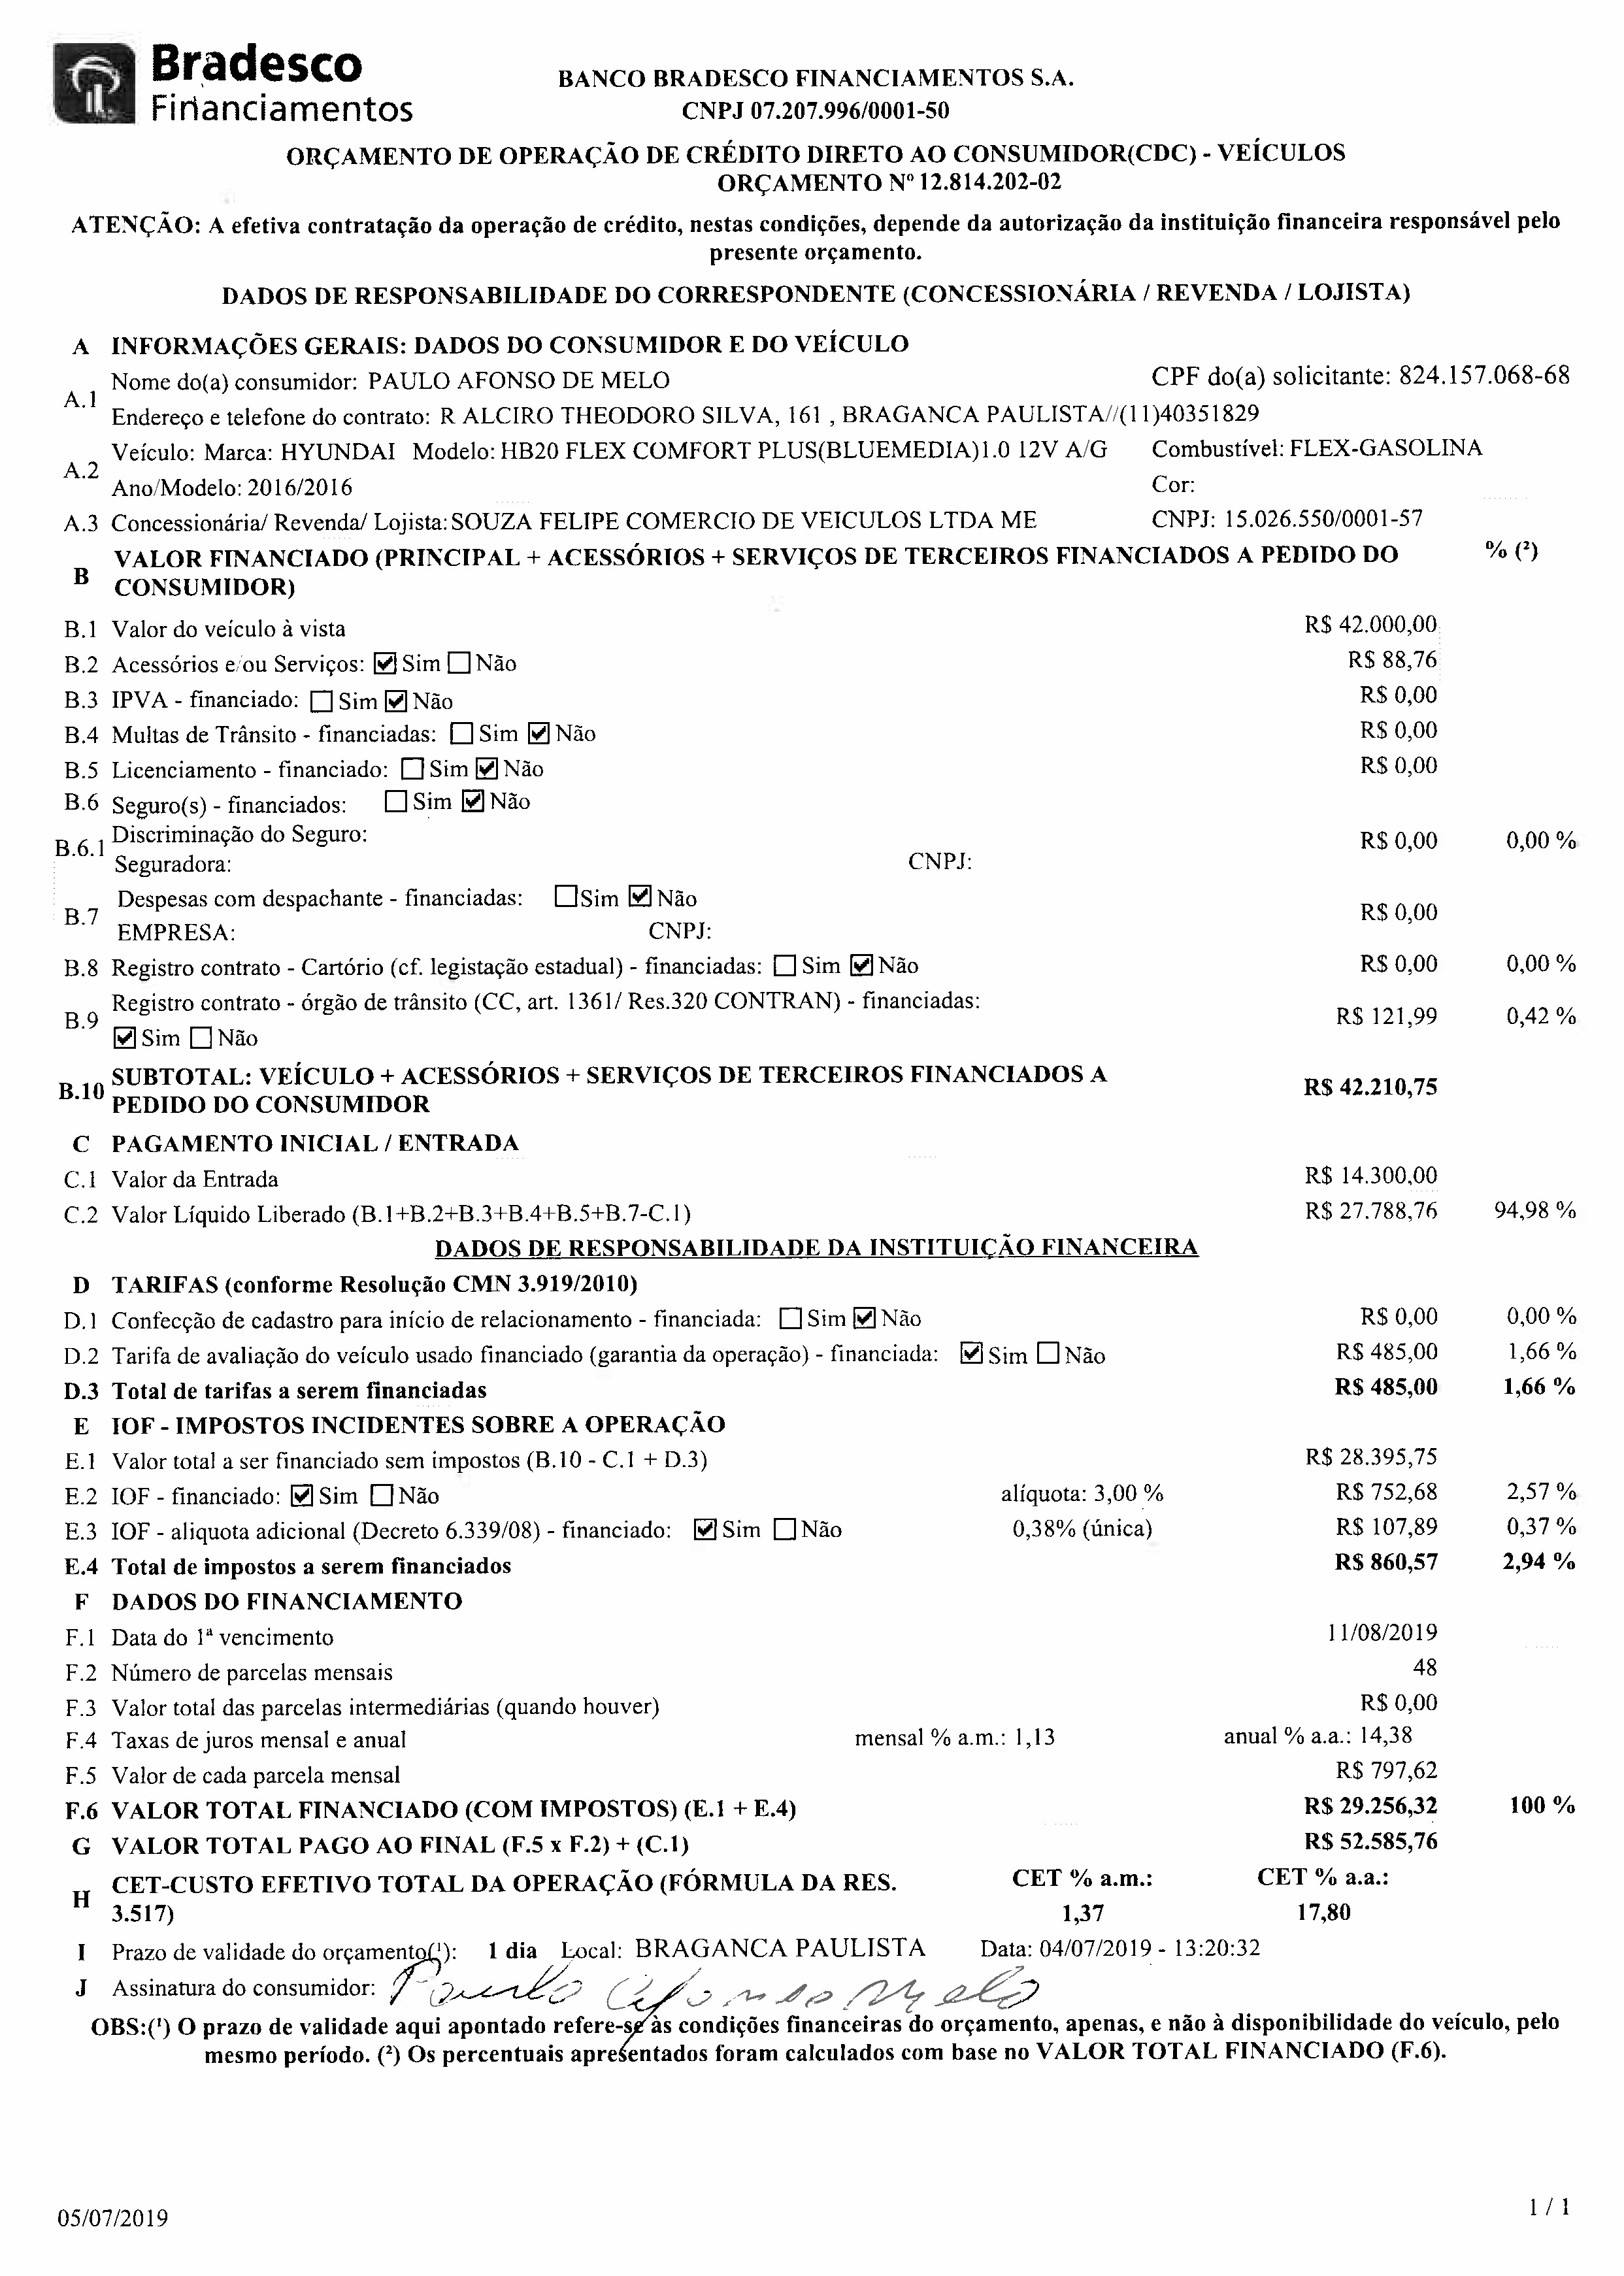 Bradesco
Financiamentos
BANCO BRADESCO FINANCIAMENTOS S.A.
CNPJ 07.207.996/0001-50
ORÇAMENTO DE OPERAÇÃO DE CRÉDITO DIRETO AO CONSUMIDOR(CDC) - VEÍCULOS
ORÇAMENTO Nº 12.814.202-02
ATENÇÃO: A efetiva contratação da operação de crédito, nestas condições, depende da autorização da instituição financeira responsável pelo
presente orçamento.
DADOS DE RESPONSABILIDADE DO CORRESPONDENTE (CONCESSIONÁRIA / REVENDA / LOJISTA)
A INFORMAÇÕES GERAIS: DADOS DO CONSUMIDOR E DO VEÍCULO
A.1 Nome do(a) consumidor: PAULO AFONSO DE MELO CPF do(a) solicitante: 824.157.068-68
Endereço e telefone do contrato: R ALCIRO THEODORO SILVA, 161 , BRAGANCA PAULISTA//(11)40351829
A.2 Veículo: Marca: HYUNDAI Modelo: HB20 FLEX COMFORT PLUS(BLUEMEDIA)1.0 12V A/G Combustível: FLEX-GASOLINA
Ano/Modelo: 2016/2016 Cor:
A.3 Concessionária/ Revenda/ Lojista: SOUZA FELIPE COMERCIO DE VEICULOS LTDA ME CNPJ: 15.026.550/0001-57
B VALOR FINANCIADO (PRINCIPAL + ACESSÓRIOS + SERVIÇOS DE TERCEIROS FINANCIADOS A PEDIDO DO % (²)
CONSUMIDOR)
B.1 Valor do veículo à vista R$ 42.000,00
B.2 Acessórios e/ou Serviços: ☑ Sim ☐ Não R$ 88,76
B.3 IPVA - financiado: ☐ Sim ☑ Não R$ 0,00
B.4 Multas de Trânsito - financiadas: ☐ Sim ☑ Não R$ 0,00
B.5 Licenciamento - financiado: ☐ Sim ☑ Não R$ 0,00
B.6 Seguro(s) - financiados: ☐ Sim ☑ Não
B.6.1 Discriminação do Seguro: R$ 0,00 0,00 %
Seguradora: CNPJ:
B.7 Despesas com despachante - financiadas: ☐ Sim ☑ Não R$ 0,00
EMPRESA: CNPJ:
B.8 Registro contrato - Cartório (cf. legistação estadual) - financiadas: ☐ Sim ☑ Não R$ 0,00 0,00 %
B.9 Registro contrato - órgão de trânsito (CC, art. 1361/ Res.320 CONTRAN) - financiadas: R$ 121,99 0,42 %
☑ Sim ☐ Não
B.10 SUBTOTAL: VEÍCULO + ACESSÓRIOS + SERVIÇOS DE TERCEIROS FINANCIADOS A R$ 42.210,75
PEDIDO DO CONSUMIDOR
C PAGAMENTO INICIAL / ENTRADA
C.1 Valor da Entrada R$ 14.300,00
C.2 Valor Líquido Liberado (B.1+B.2+B.3+B.4+B.5+B.7-C.1) R$ 27.788,76 94,98 %
DADOS DE RESPONSABILIDADE DA INSTITUIÇÃO FINANCEIRA
D TARIFAS (conforme Resolução CMN 3.919/2010)
D.1 Confecção de cadastro para início de relacionamento - financiada: ☐ Sim ☑ Não R$ 0,00 0,00 %
D.2 Tarifa de avaliação do veículo usado financiado (garantia da operação) - financiada: ☑ Sim ☐ Não R$ 485,00 1,66 %
D.3 Total de tarifas a serem financiadas R$ 485,00 1,66 %
E IOF - IMPOSTOS INCIDENTES SOBRE A OPERAÇÃO
E.1 Valor total a ser financiado sem impostos (B.10 - C.1 + D.3) R$ 28.395,75
E.2 IOF - financiado: ☑ Sim ☐ Não alíquota: 3,00 % R$ 752,68 2,57 %
E.3 IOF - aliquota adicional (Decreto 6.339/08) - financiado: ☑ Sim ☐ Não 0,38% (única) R$ 107,89 0,37 %
E.4 Total de impostos a serem financiados R$ 860,57 2,94 %
F DADOS DO FINANCIAMENTO
F.1 Data do 1ª vencimento 11/08/2019
F.2 Número de parcelas mensais 48
F.3 Valor total das parcelas intermediárias (quando houver) R$ 0,00
F.4 Taxas de juros mensal e anual mensal % a.m.: 1,13 anual % a.a.: 14,38
F.5 Valor de cada parcela mensal R$ 797,62
F.6 VALOR TOTAL FINANCIADO (COM IMPOSTOS) (E.1 + E.4) R$ 29.256,32 100 %
G VALOR TOTAL PAGO AO FINAL (F.5 x F.2) + (C.1) R$ 52.585,76
H CET-CUSTO EFETIVO TOTAL DA OPERAÇÃO (FÓRMULA DA RES. CET % a.m.: CET % a.a.:
3.517) 1,37 17,80
I Prazo de validade do orçamento(¹): 1 dia Local: BRAGANCA PAULISTA Data: 04/07/2019 - 13:20:32
J Assinatura do consumidor: Paulo Afonso Melo
OBS:(¹) O prazo de validade aqui apontado refere-se às condições financeiras do orçamento, apenas, e não à disponibilidade do veículo, pelo
mesmo período. (²) Os percentuais apresentados foram calculados com base no VALOR TOTAL FINANCIADO (F.6).
05/07/2019 1 / 1